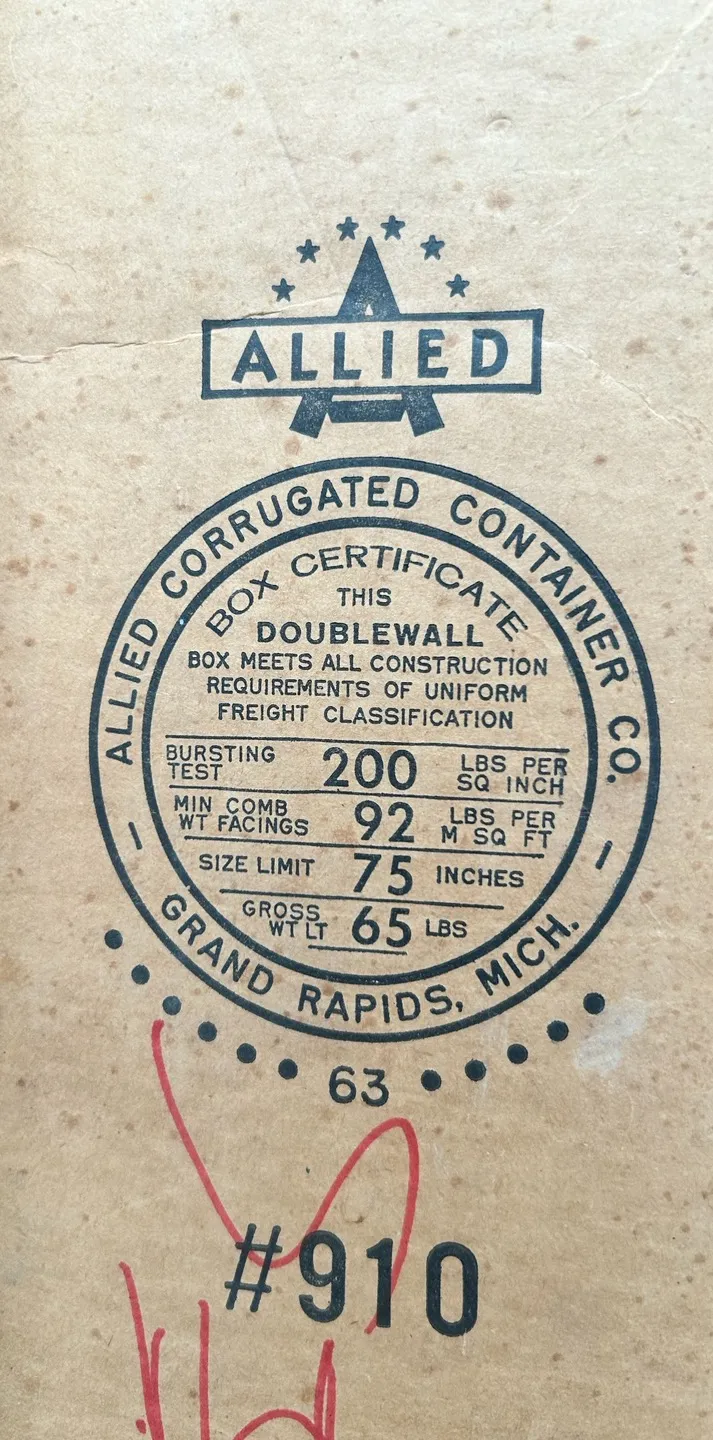 ALLIED
ALLIED CORRUGATED CONTAINER CO.
BOX CERTIFICATE
THIS
DOUBLEWALL
BOX MEETS ALL CONSTRUCTION
REQUIREMENTS OF UNIFORM
FREIGHT CLASSIFICATION
BURSTING TEST 200 LBS PER SQ INCH
MIN COMB WT FACINGS 92 LBS PER M SQ FT
SIZE LIMIT 75 INCHES
GROSS WT LT 65 LBS
GRAND RAPIDS, MICH.
63
#910